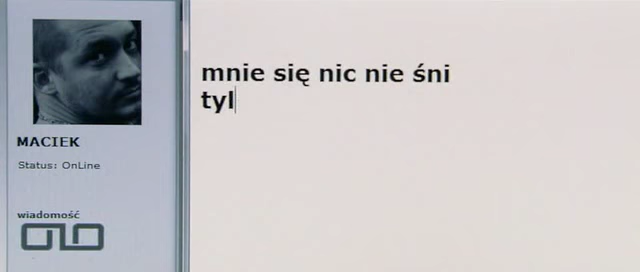 mnie się nic nie śni
tyl
MACIEK
Status: OnLine
wiadomość